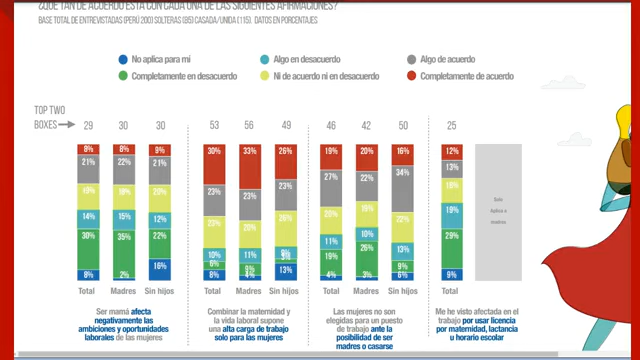 ¿QUÉ TAN DE ACUERDO ESTÁ CON CADA UNA DE LAS SIGUIENTES AFIRMACIONES?
BASE TOTAL DE ENTREVISTADAS (PERÚ 200) SOLTERAS (85) CASADA/UNIDA (115). DATOS EN PORCENTAJES
No aplica para mí
Algo en desacuerdo
Algo de acuerdo
Completamente en desacuerdo
Ni de acuerdo ni en desacuerdo
Completamente de acuerdo
TOP TWO
BOXES
29 30 30 53 56 49 46 42 50 25
8% 8% 9% 30% 33% 26% 19% 20% 16% 12%
21% 22% 21% 23% 23% 23% 27% 22% 34% 13%
19% 18% 20% 23% 20% 25% 20% 19% 22% 18%
14% 15% 12% 10% 11% 9% 11% 10% 13% 19%
30% 35% 22% 6% 9% 19% 26% 9% 29%
8% 2% 16% 8% 4% 13% 4% 3% 6% 9%
Solo
Aplica a
madres
Total Madres Sin hijos Total Madres Sin hijos Total Madres Sin hijos Total
Ser mamá afecta
negativamente las
ambiciones y oportunidades
laborales de las mujeres
Combinar la maternidad y
la vida laboral supone
una alta carga de trabajo
solo para las mujeres
Las mujeres no son
elegidas para un puesto
de trabajo ante la
posibilidad de ser
madres o casarse
Me he visto afectada en el
trabajo por usar licencia
por maternidad, lactancia
u horario escolar